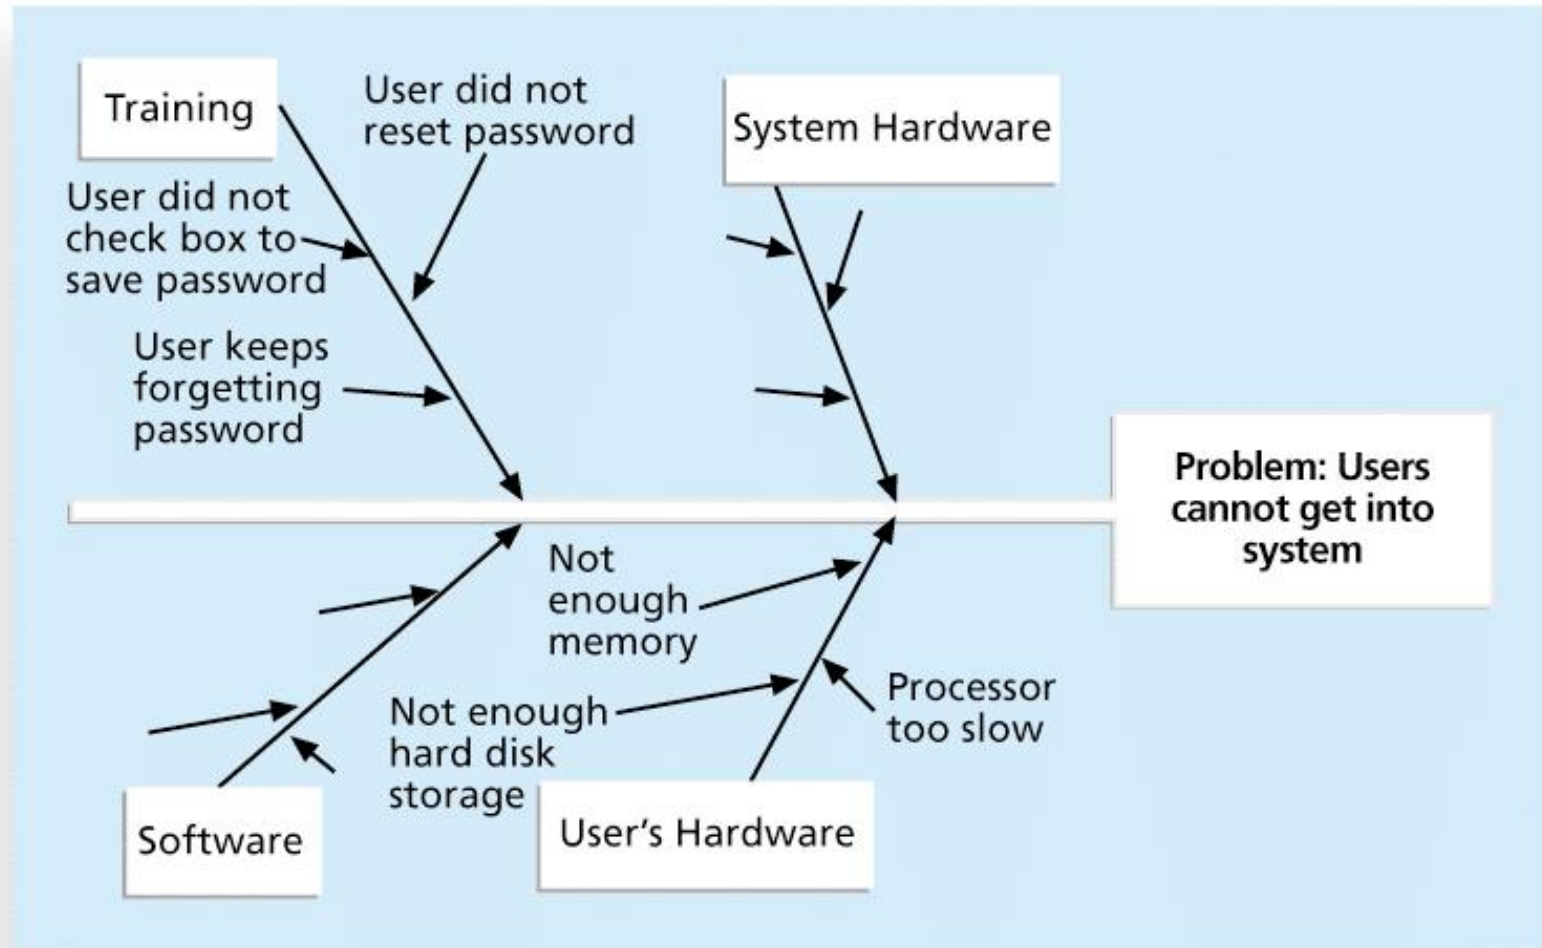 Training
User did not
reset password
System Hardware
User did not
check box to
save password
User keeps
forgetting
password
Problem: Users
cannot get into
system
Not
enough
memory
Not enough
hard disk
storage
Processor
too slow
Software
User’s Hardware